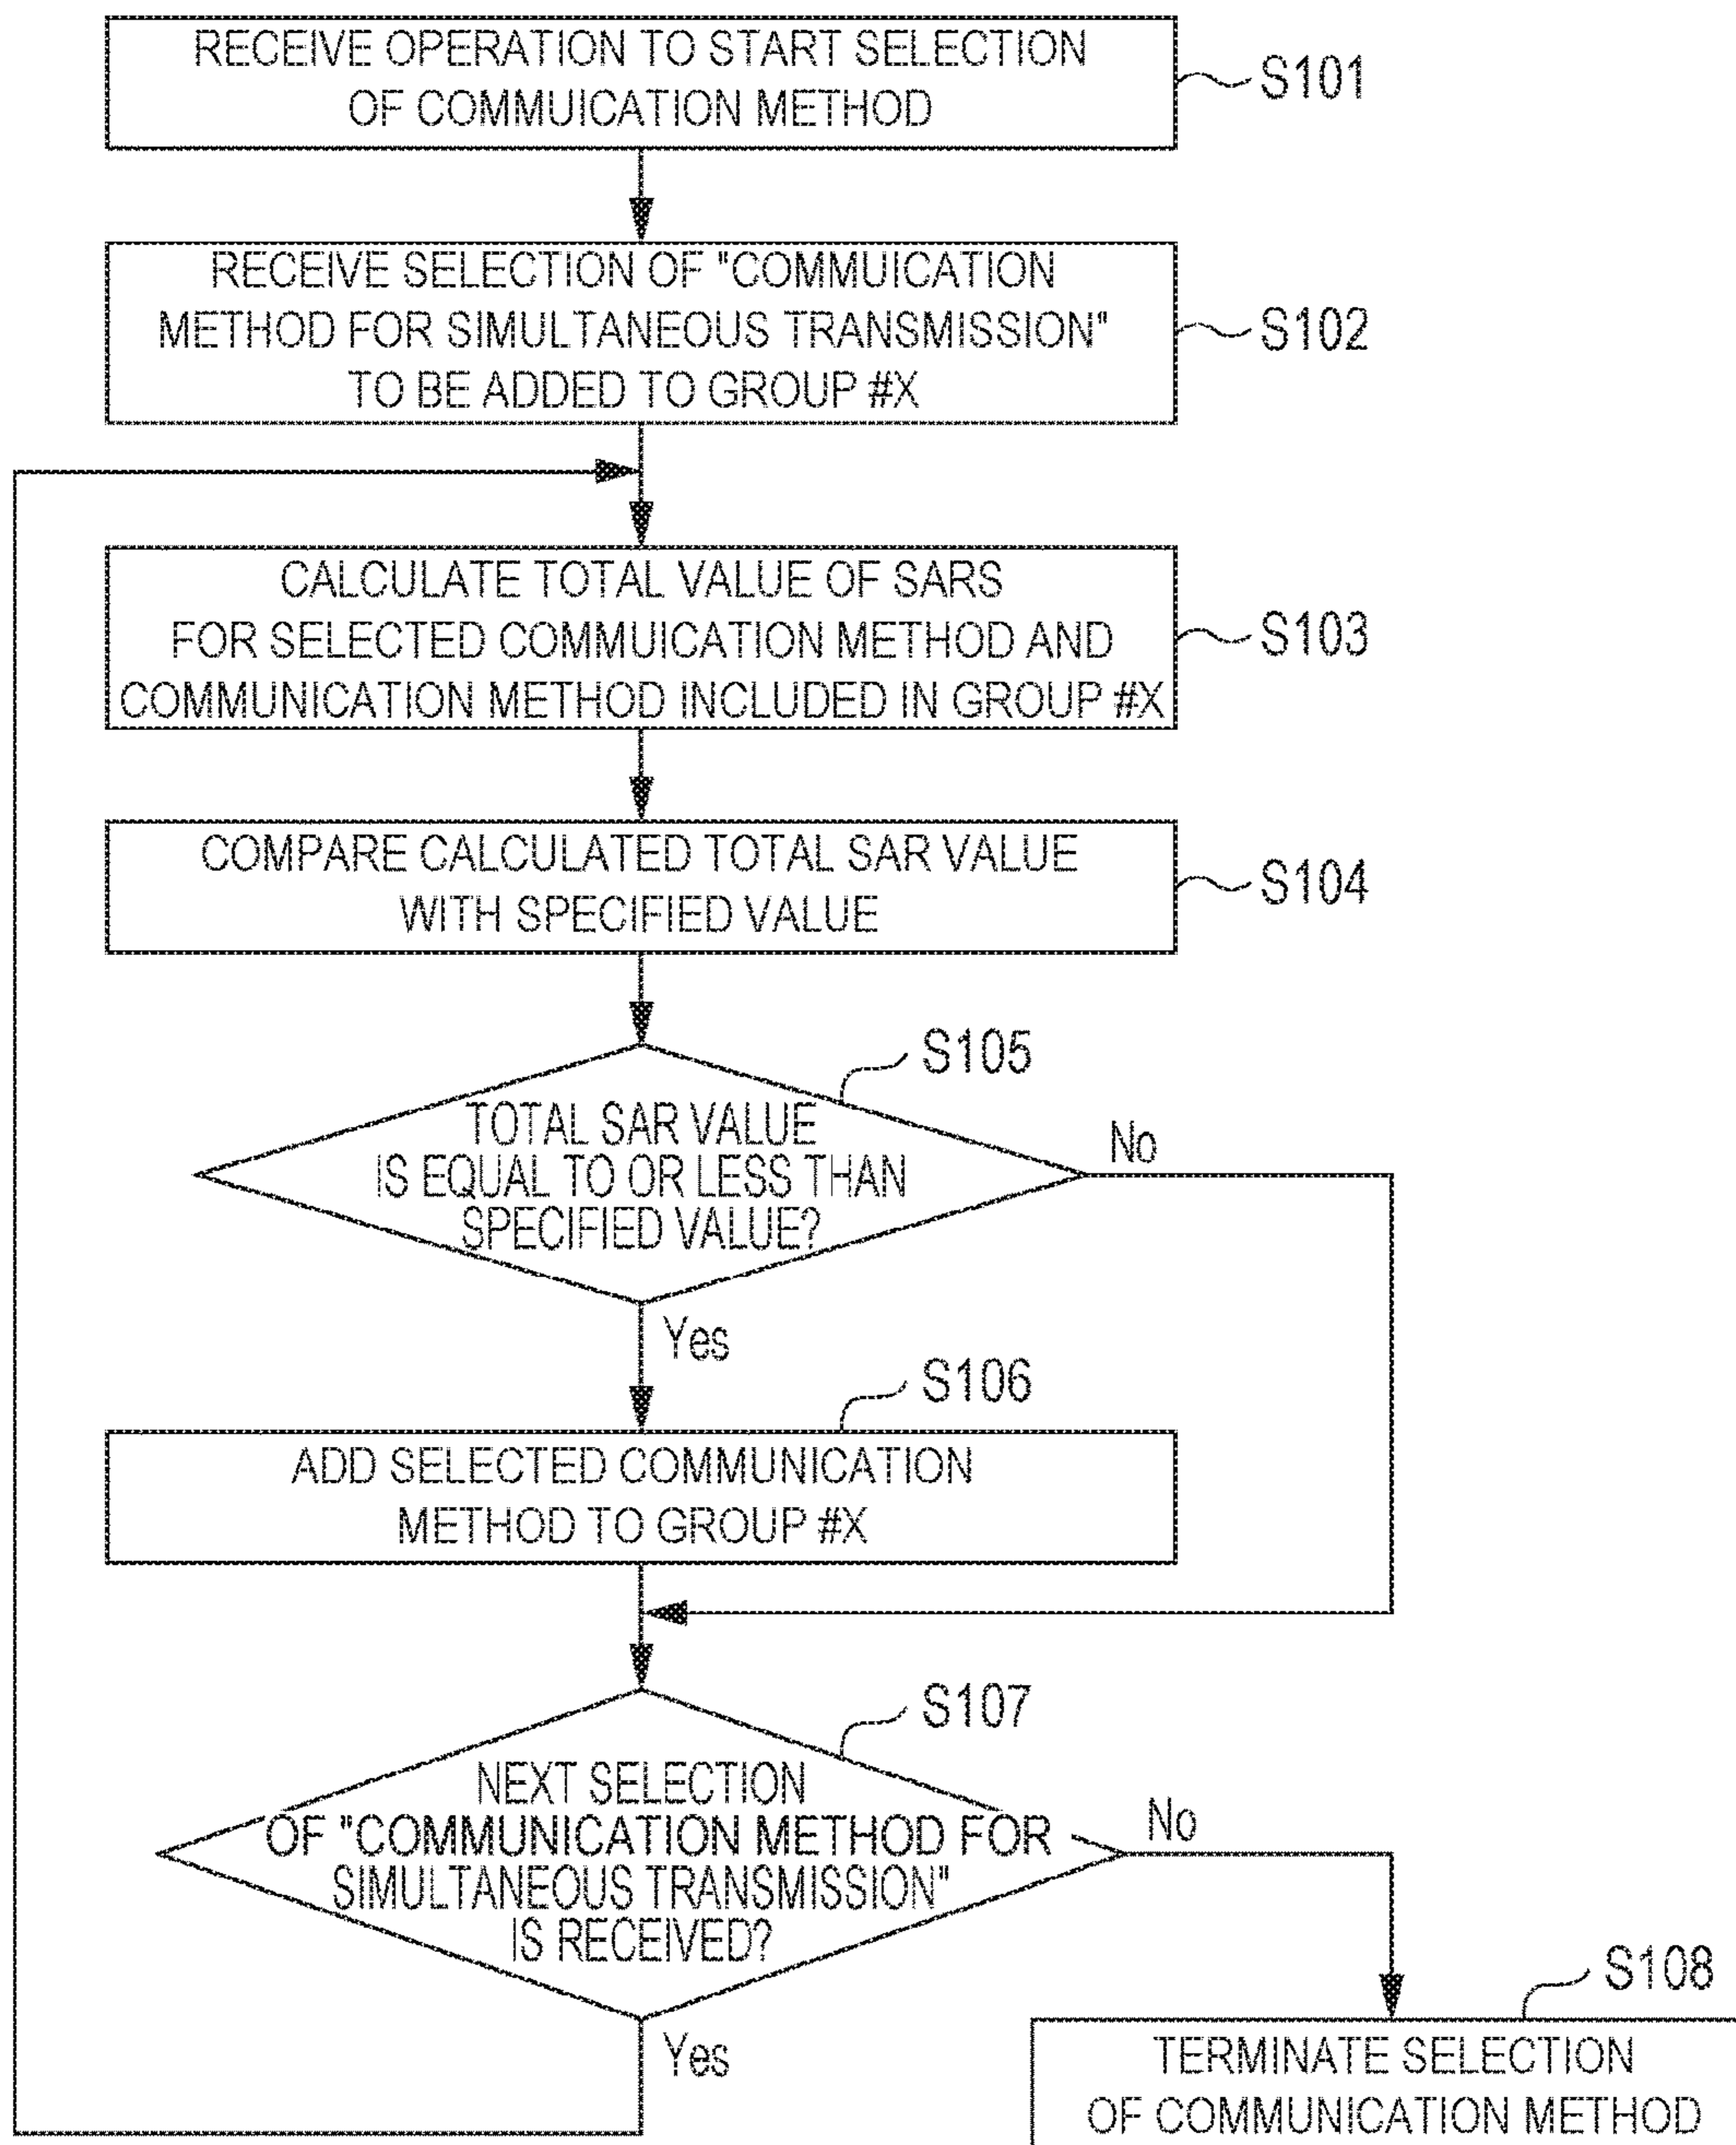 RECEIVE OPERATION TO START SELECTION
OF COMMUICATION METHOD
S101
RECEIVE SELECTION OF "COMMUICATION
METHOD FOR SIMULTANEOUS TRANSMISSION"
TO BE ADDED TO GROUP #X
S102
CALCULATE TOTAL VALUE OF SARS
FOR SELECTED COMMUICATION METHOD AND
COMMUNICATION METHOD INCLUDED IN GROUP #X
S103
COMPARE CALCULATED TOTAL SAR VALUE
WITH SPECIFIED VALUE
S104
S105
TOTAL SAR VALUE
IS EQUAL TO OR LESS THAN
SPECIFIED VALUE?
No
Yes
S106
ADD SELECTED COMMUNICATION
METHOD TO GROUP #X
S107
NEXT SELECTION
OF "COMMUNICATION METHOD FOR
SIMULTANEOUS TRANSMISSION"
IS RECEIVED?
No
Yes
S108
TERMINATE SELECTION
OF COMMUNICATION METHOD